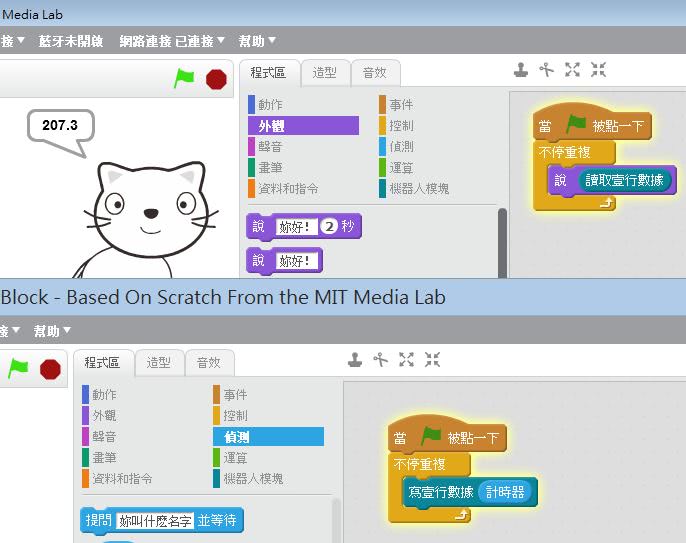 Media Lab
接 藍牙未開啟 網路連接 已連接 幫助
程式區 造型 音效
207.3
動作 事件
外觀 控制
聲音 偵測
畫筆 運算
資料和指令 機器人模塊
說 妳好! 2 秒
說 妳好!
當 被點一下
不停重複
說 讀取壹行數據
Block - Based On Scratch From the MIT Media Lab
接 幫助
程式區 造型 音效
動作 事件
外觀 控制
聲音 偵測
畫筆 運算
資料和指令 機器人模塊
提問 妳叫什麽名字 並等待
當 被點一下
不停重複
寫壹行數據 計時器